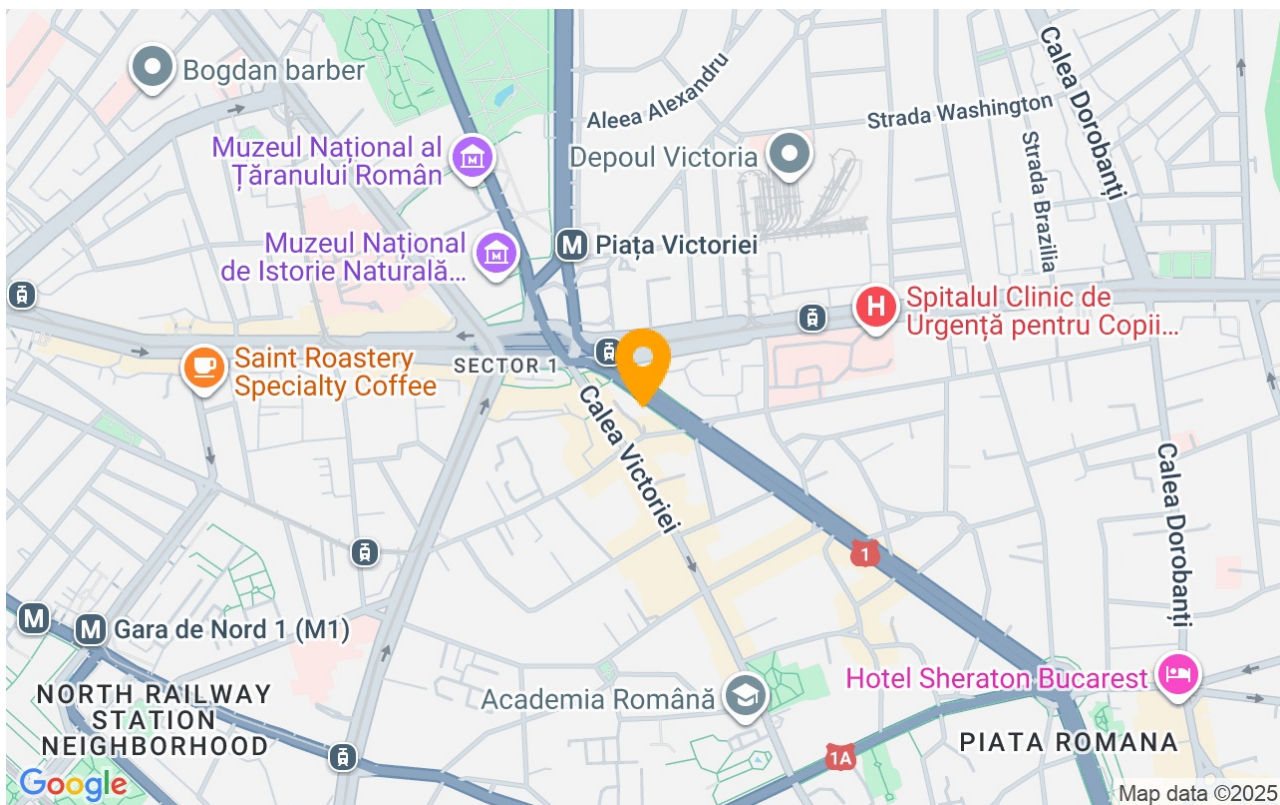 Bogdan barber
Muzeul Național al
Țăranului Român
Muzeul Național
de Istorie Naturală...
Aleea Alexandru
Depoul Victoria
Strada Washington
Calea Dorobanți
Strada Brazilia
M
Piața Victoriei
H
Spitalul Clinic de
Urgență pentru Copii...
Saint Roastery
Specialty Coffee
SECTOR 1
Calea Victoriei
Calea Dorobanți
1
M
M
Gara de Nord 1 (M1)
NORTH RAILWAY
STATION
NEIGHBORHOOD
Academia Română
Hotel Sheraton Bucarest
PIATA ROMANA
1A
Google
Map data ©2025